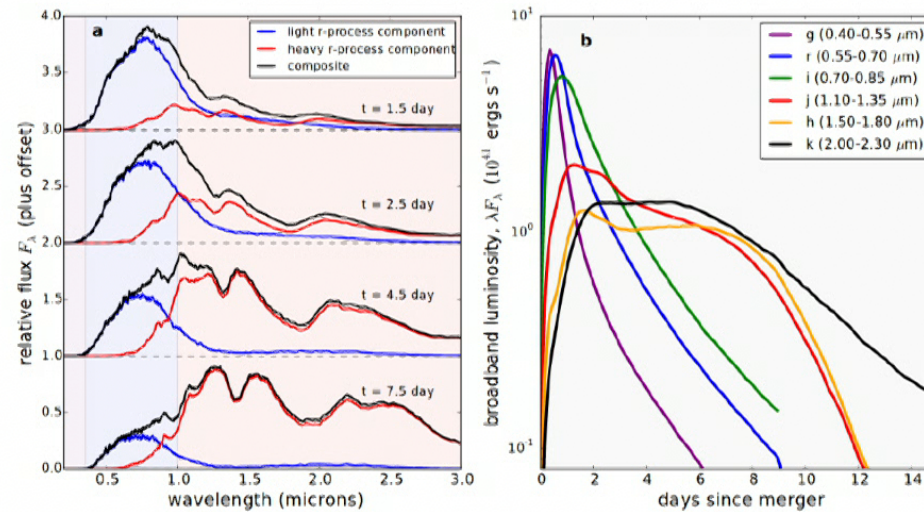 a
light r-process component
heavy r-process component
composite
t = 1.5 day
t = 2.5 day
t = 4.5 day
t = 7.5 day
relative flux F_λ (plus offset)
4.0
3.5
3.0
2.5
2.0
1.5
1.0
0.5
0.0
0.5
1.0
1.5
2.0
2.5
3.0
wavelength (microns)
b
g (0.40-0.55 μm)
r (0.55-0.70 μm)
i (0.70-0.85 μm)
j (1.10-1.35 μm)
h (1.50-1.80 μm)
k (2.00-2.30 μm)
broadband luminosity, λF_λ (10^41 ergs s^−1)
10^1
10^0
10^-1
0
2
4
6
8
10
12
14
days since merger